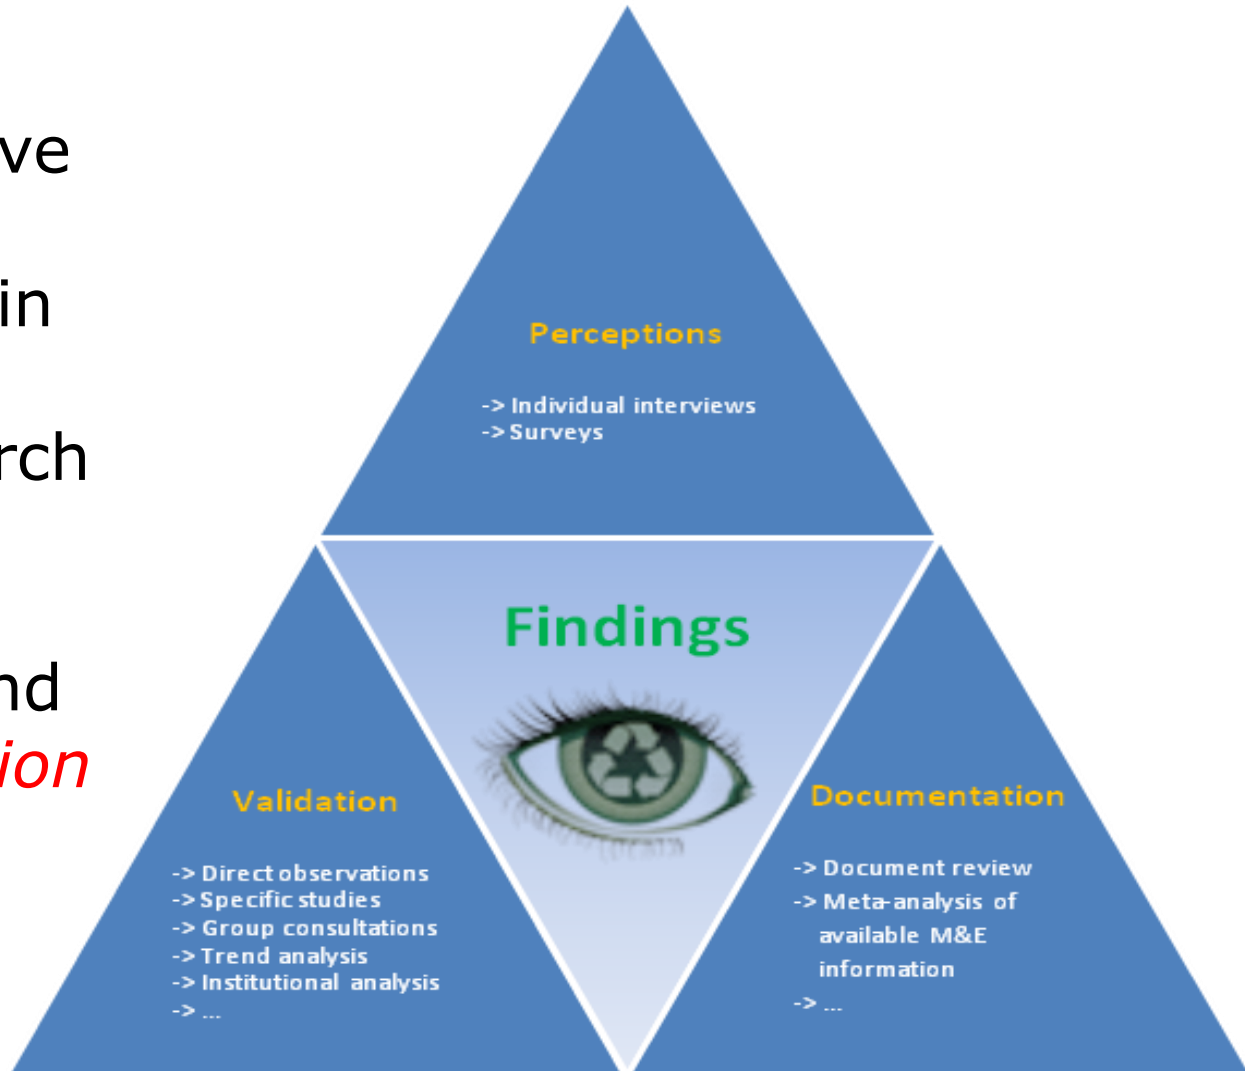 ve
in
rch
nd
ion
Perceptions
-> Individual interviews
-> Surveys
Findings
Validation
-> Direct observations
-> Specific studies
-> Group consultations
-> Trend analysis
-> Institutional analysis
-> ...
Documentation
-> Document review
-> Meta-analysis of
available M&E
information
-> ...